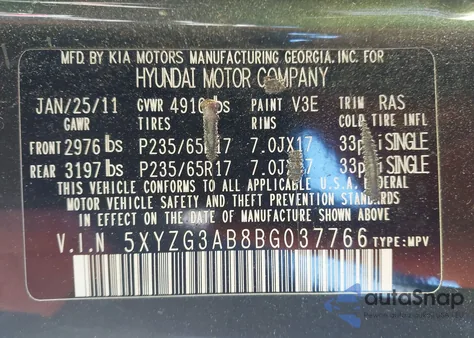 MFD. BY KIA MOTORS MANUFACTURING GEORGIA, INC. FOR
HYUNDAI MOTOR COMPANY
JAN/25/11 GVWR 4916 lbs PAINT V3E TRIM RAS
GAWR TIRES RIMS COLD TIRE INFL
FRONT 2976 lbs P235/65R17 7.0JX17 33psi SINGLE
REAR 3197 lbs P235/65R17 7.0JX17 33psi SINGLE
THIS VEHICLE CONFORMS TO ALL APPLICABLE U.S.A. FEDERAL
MOTOR VEHICLE SAFETY AND THEFT PREVENTION STANDARDS
IN EFFECT ON THE DATE OF MANUFACTURE SHOWN ABOVE.
V.I.N 5XYZG3AB8BG037766 TYPE: MPV
autoSnap